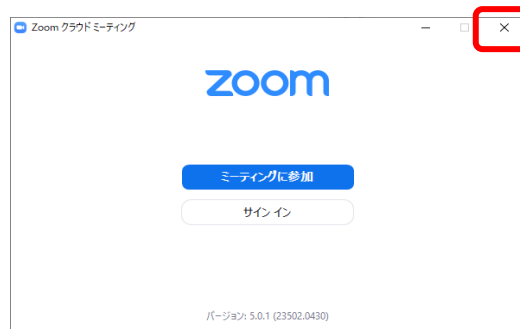 Zoom クラウド ミーティング
zoom
ミーティングに参加
サイン イン
バージョン: 5.0.1 (23502.0430)